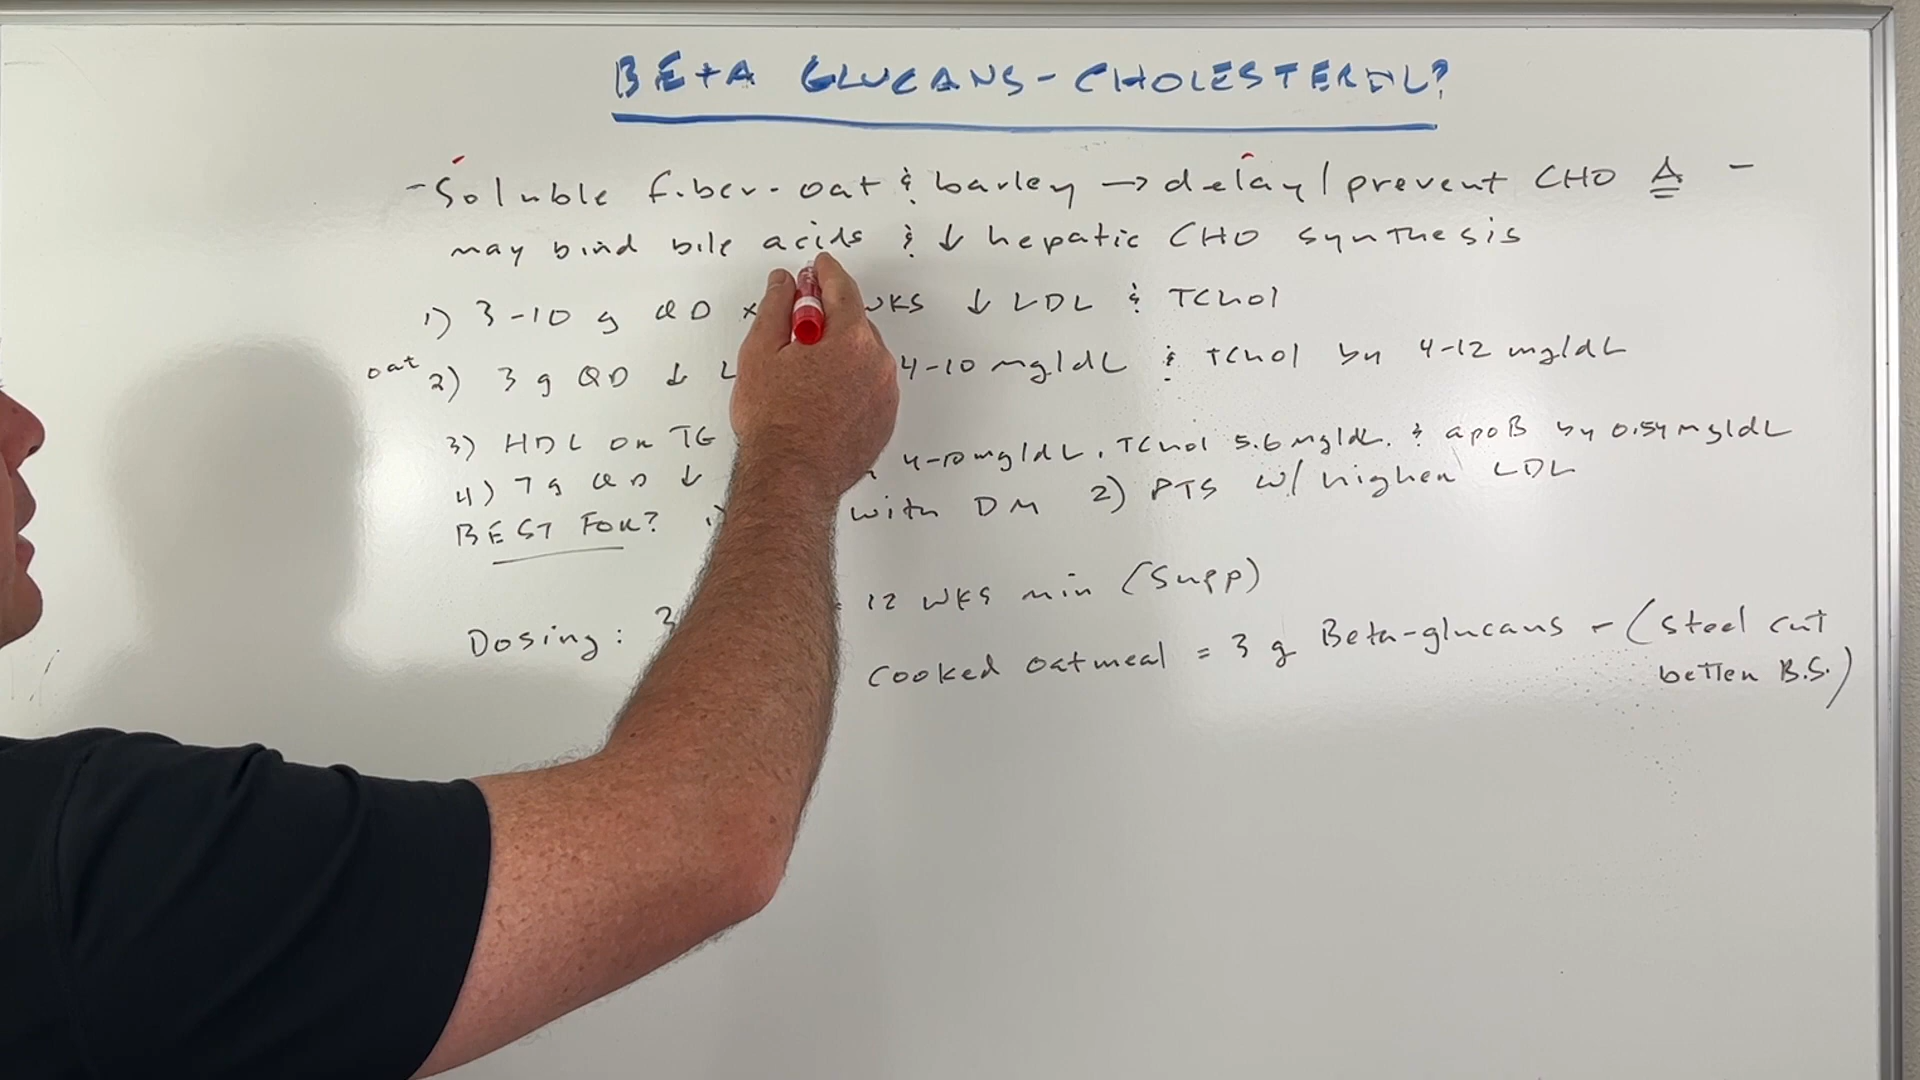 BETA GLUCANS-CHOLESTEROL?
-Soluble fiber-oat & barley → delay/prevent CHO A -
may bind bile acids & ↓ hepatic CHO synthesis
1) 3-10 g QD x WKS ↓ LDL & TChol
oat 2) 3 g QD ↓ L 4-10 mg/dL & TChol by 4-12 mg/dL
3) HDL or TG
4) 7 g QD ↓ 4-10 mg/dL, TChol 5.6 mg/dL. & apoB by 0.54 mg/dL
BEST FOR? 1) with DM 2) PTS w/ higher LDL
Dosing: 3 12 WKS min (Supp)
cooked oatmeal = 3 g Beta-glucans - (steel cut
better B.S.)